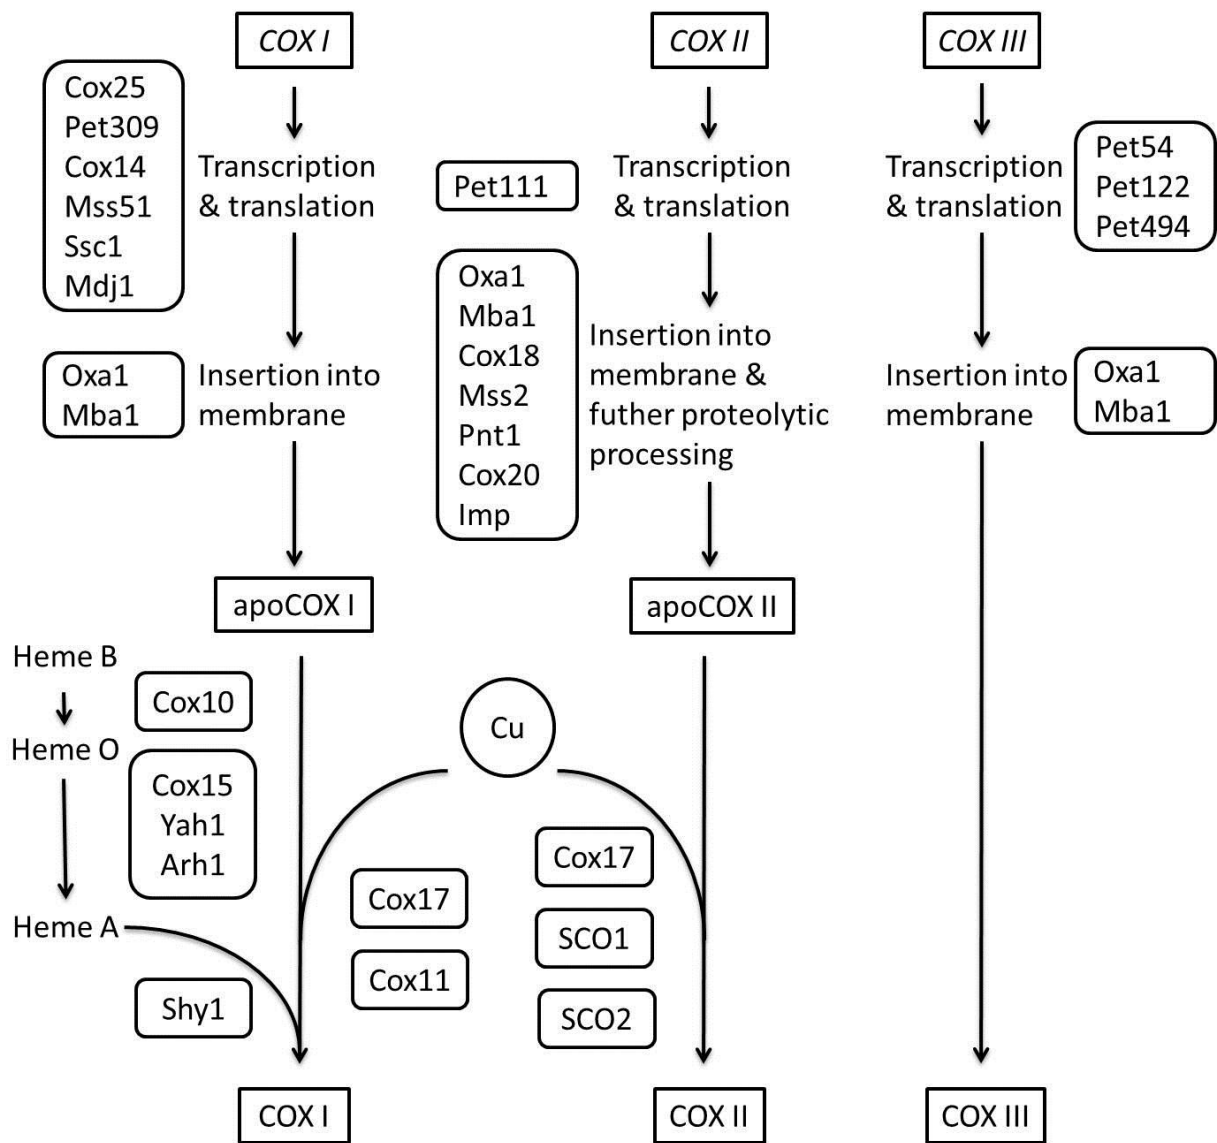 COX I
COX II
COX III
Cox25
Pet309
Cox14
Mss51
Ssc1
Mdj1
Transcription
& translation
Pet111
Transcription
& translation
Transcription
& translation
Pet54
Pet122
Pet494
Oxa1
Mba1
Insertion into
membrane
Oxa1
Mba1
Cox18
Mss2
Pnt1
Cox20
Imp
Insertion into
membrane &
futher proteolytic
processing
Insertion into
membrane
Oxa1
Mba1
apoCOX I
apoCOX II
Heme B
Cox10
Heme O
Cox15
Yah1
Arh1
Heme A
Shy1
Cu
Cox17
Cox11
Cox17
SCO1
SCO2
COX I
COX II
COX III